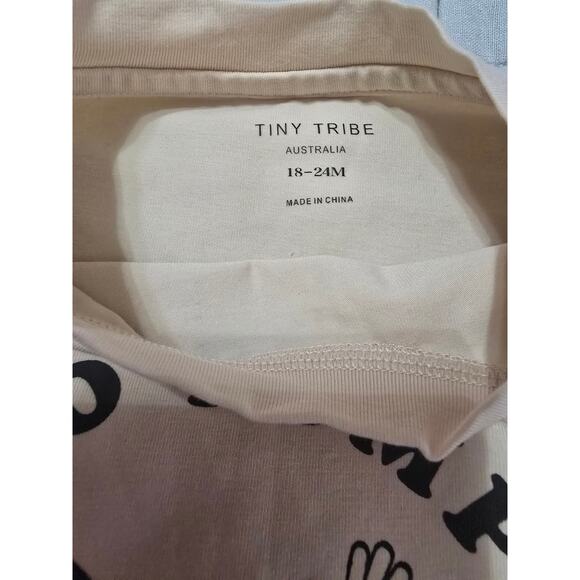 TINY TRIBE
AUSTRALIA
18-24M
MADE IN CHINA